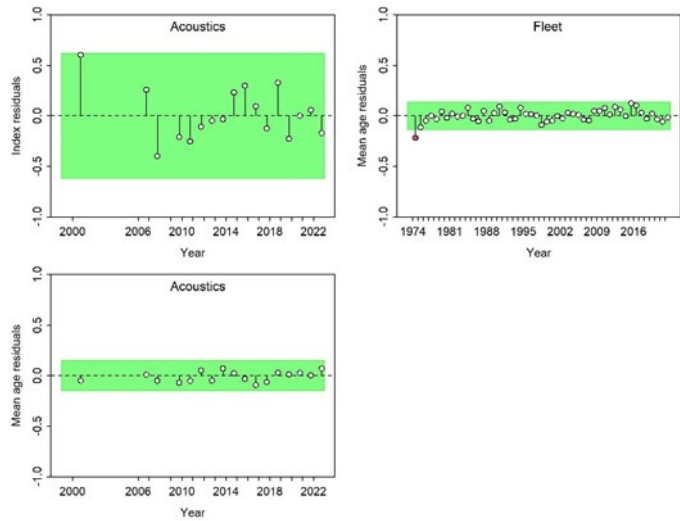 Acoustics
Index residuals
1.0
0.5
0.0
-0.5
-1.0
2000 2006 2010 2014 2018 2022
Year
Fleet
Mean age residuals
1.0
0.5
0.0
-0.5
-1.0
1974 1981 1988 1995 2002 2009 2016
Year
Acoustics
Mean age residuals
1.0
0.5
0.0
-0.5
-1.0
2000 2006 2010 2014 2018 2022
Year